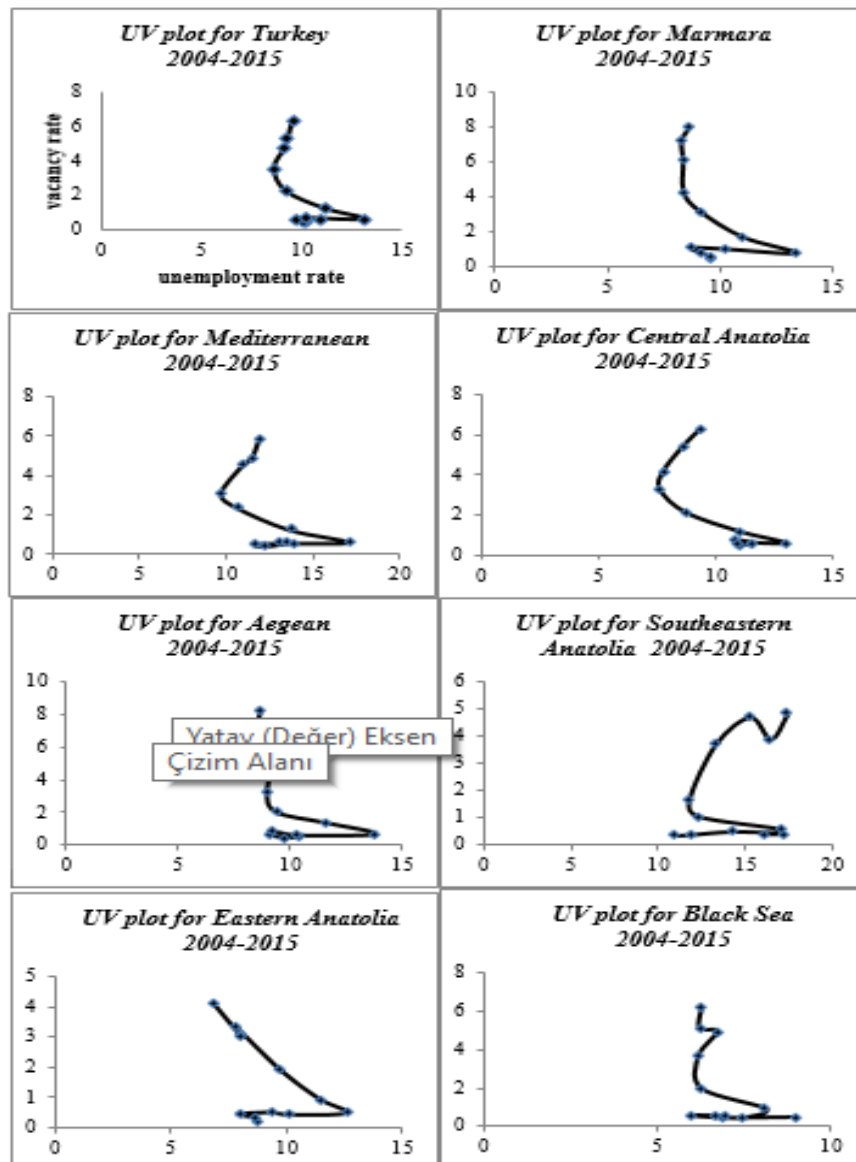 UV plot for Turkey
2004-2015
8
6
4
2
0
vacancy rate
0 5 10 15
unemployment rate
UV plot for Marmara
2004-2015
10
8
6
4
2
0
0 5 10 15
UV plot for Mediterranean
2004-2015
8
6
4
2
0
0 5 10 15 20
UV plot for Central Anatolia
2004-2015
8
6
4
2
0
0 5 10 15
UV plot for Aegean
2004-2015
10
8
6
4
2
0
Yatay (Değer) Eksen
Çizim Alanı
0 5 10 15
UV plot for Southeastern
Anatolia 2004-2015
6
5
4
3
2
1
0
0 5 10 15 20
UV plot for Eastern Anatolia
2004-2015
5
4
3
2
1
0
0 5 10 15
UV plot for Black Sea
2004-2015
8
6
4
2
0
0 5 10